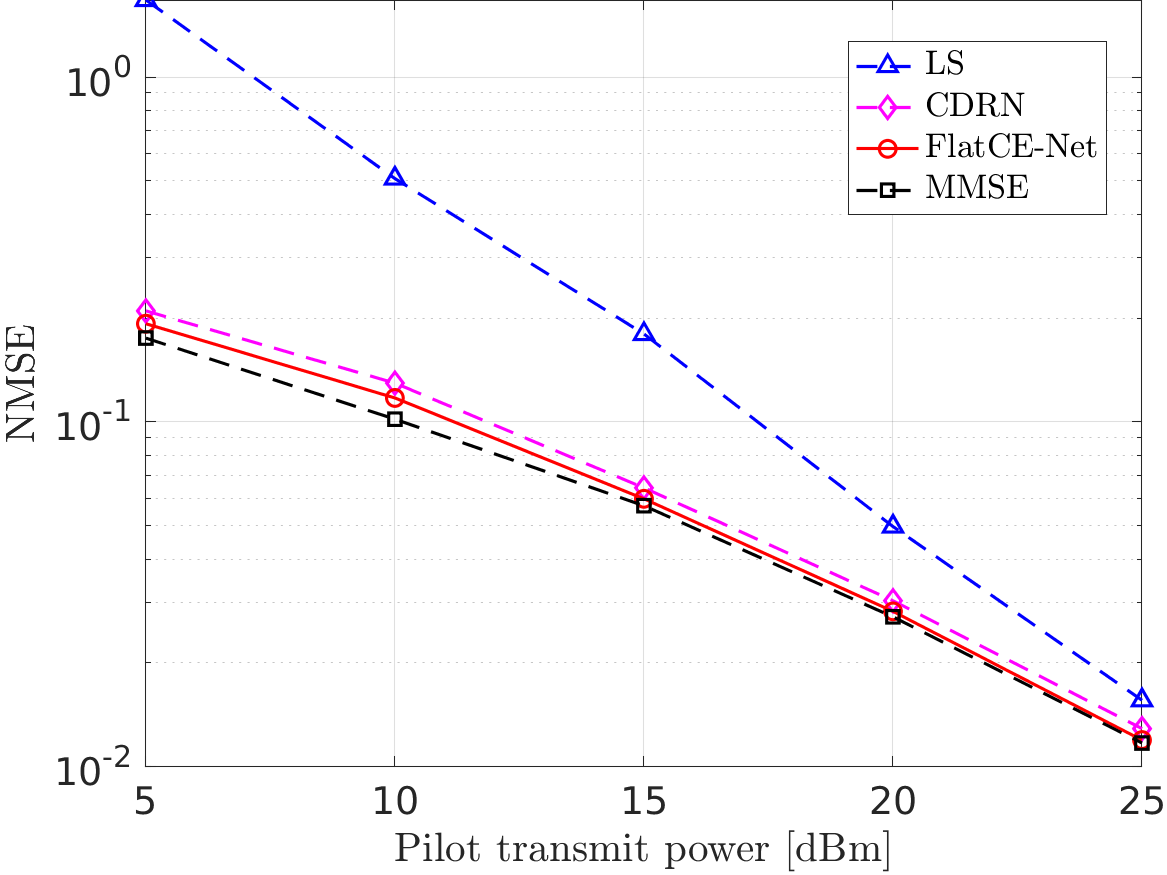 10^0
10^-1
10^-2
NMSE
5 10 15 20 25
Pilot transmit power [dBm]
LS
CDRN
FlatCE-Net
MMSE